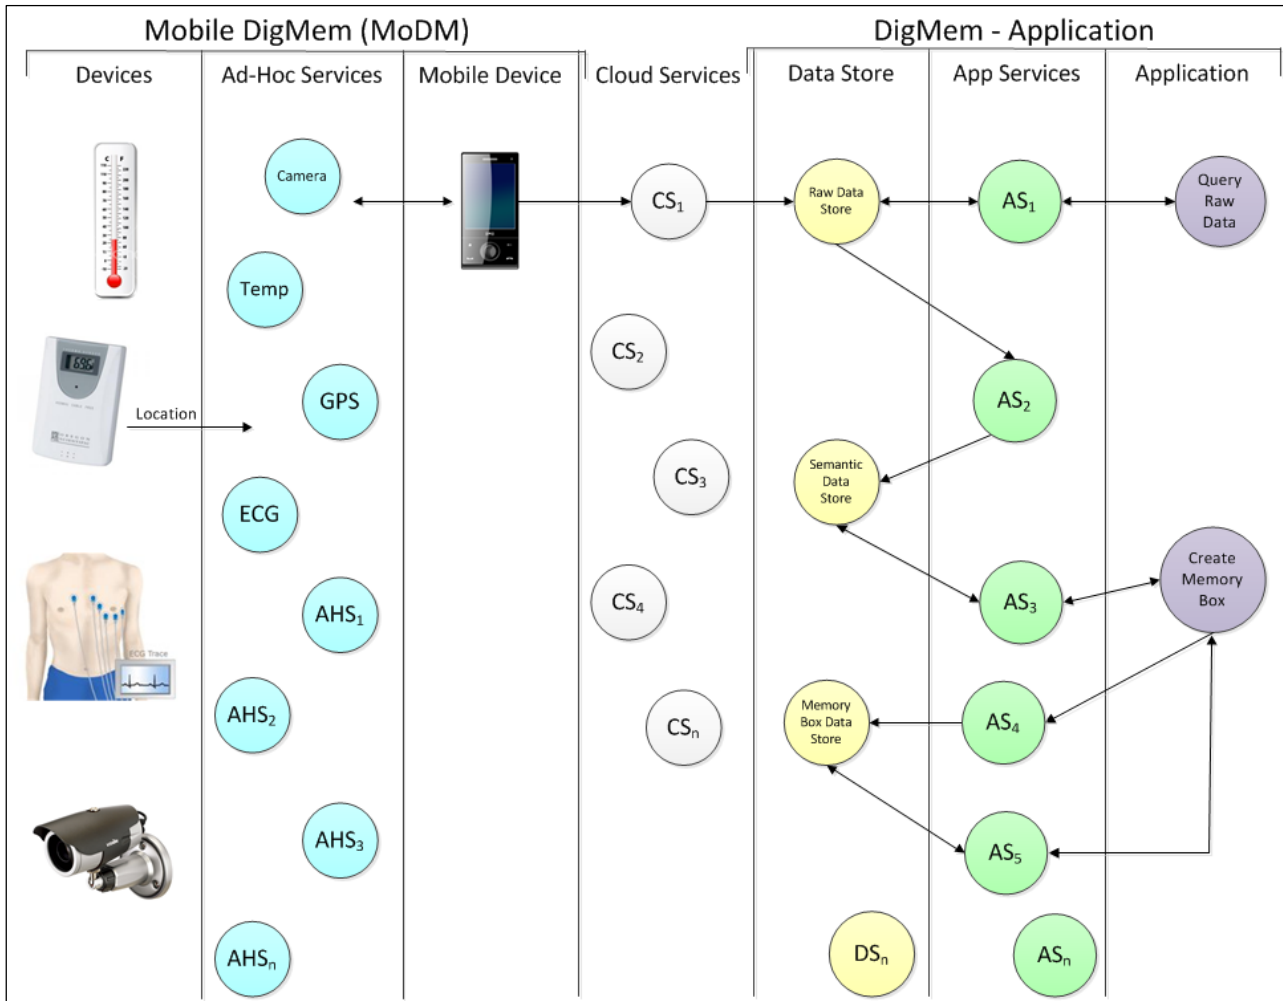 Mobile DigMem (MoDM)
DigMem - Application
Devices
Ad-Hoc Services
Mobile Device
Cloud Services
Data Store
App Services
Application
C F
Camera
Temp
GPS
Location
ECG
AHS1
ECG Trace
AHS2
AHS3
AHSn
CS1
CS2
CS3
CS4
CSn
Raw Data
Store
Semantic
Data
Store
Memory
Box Data
Store
DSn
AS1
AS2
AS3
AS4
AS5
ASn
Query
Raw
Data
Create
Memory
Box